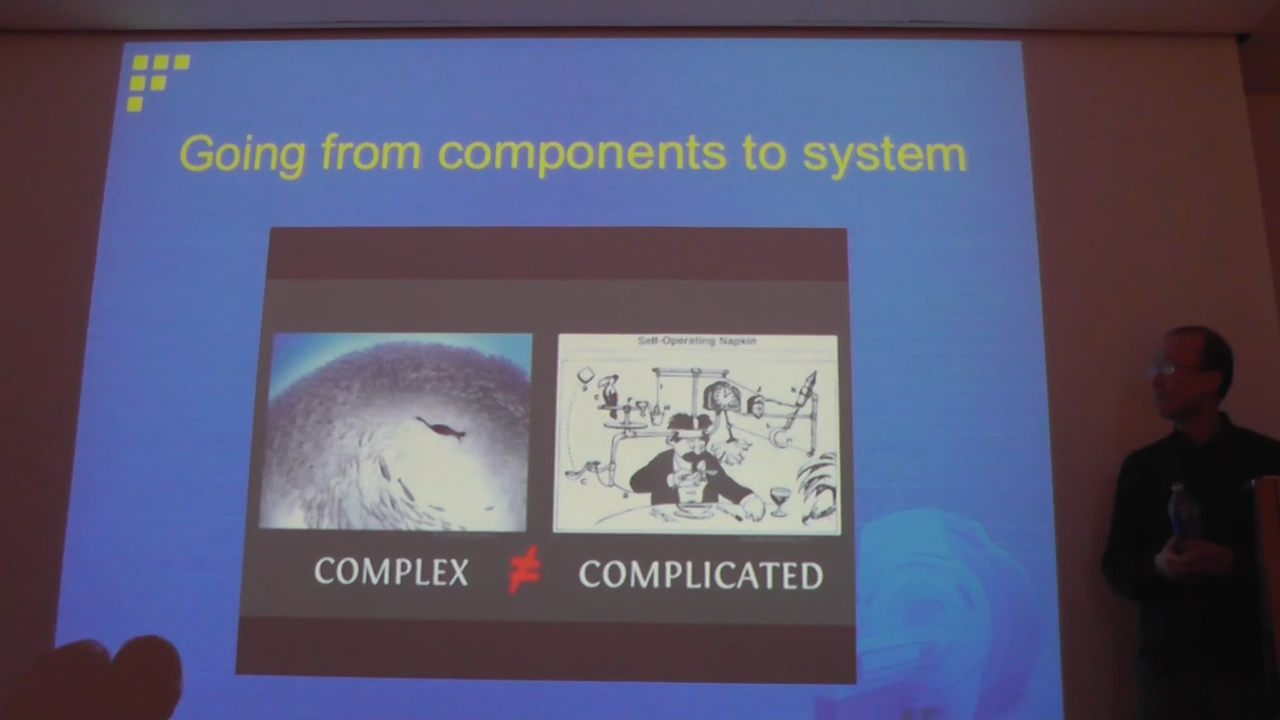 Going from components to system
Self-Operating Napkin
COMPLEX ≠ COMPLICATED